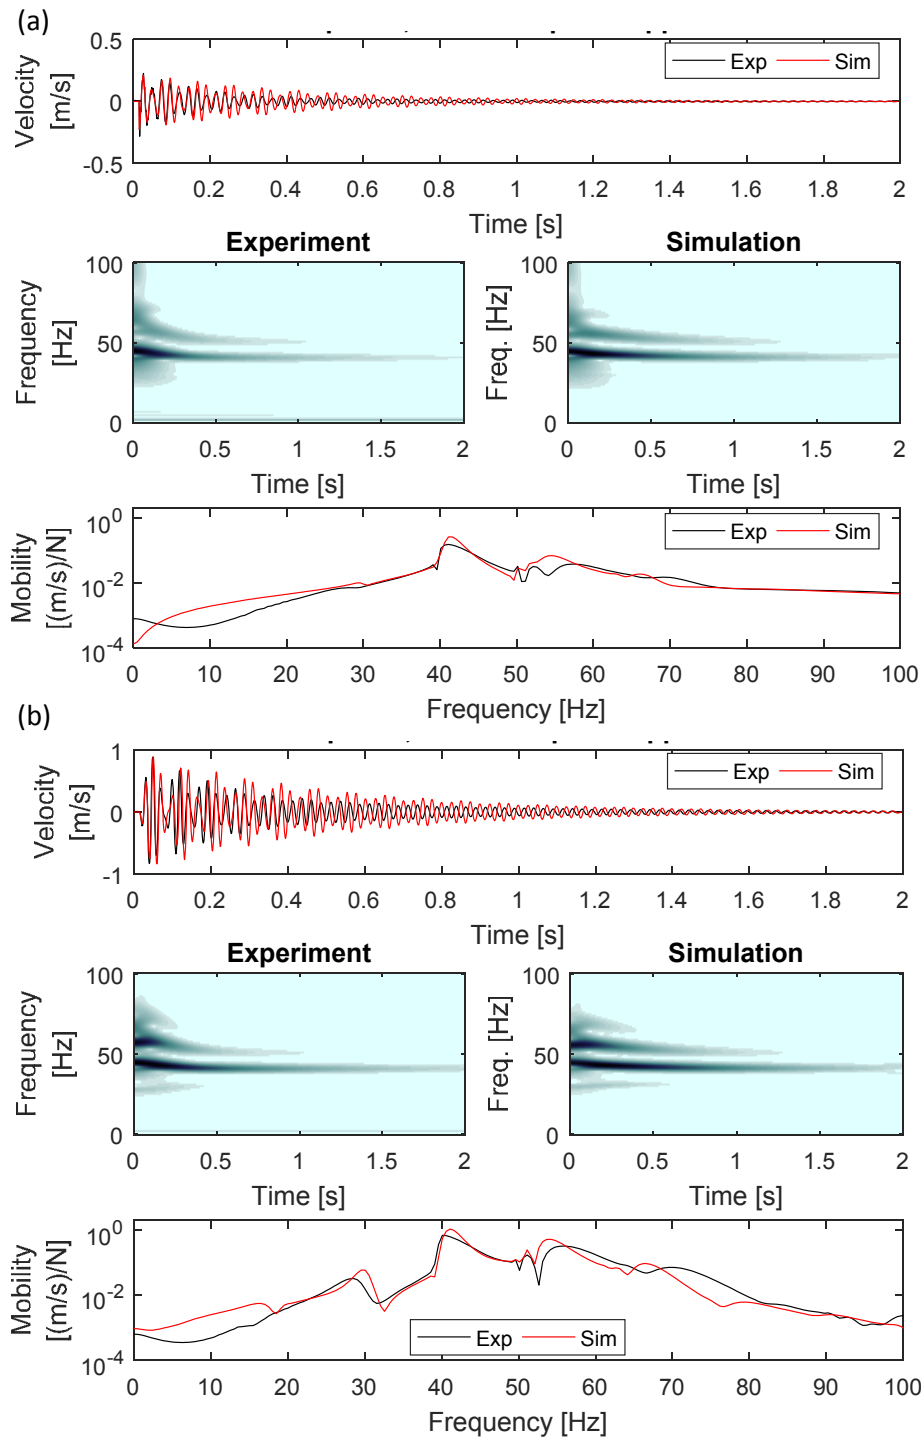 (a)
0.5
0
-0.5
Velocity
[m/s]
Exp Sim
0 0.2 0.4 0.6 0.8 1 1.2 1.4 1.6 1.8 2
Time [s]
Experiment
100
50
0
Frequency
[Hz]
0 0.5 1 1.5 2
Time [s]
Simulation
100
50
0
Freq. [Hz]
0 0.5 1 1.5 2
Time [s]
10^0
10^-2
10^-4
Mobility
[(m/s)/N]
Exp Sim
0 10 20 30 40 50 60 70 80 90 100
Frequency [Hz]
(b)
1
0
-1
Velocity
[m/s]
Exp Sim
0 0.2 0.4 0.6 0.8 1 1.2 1.4 1.6 1.8 2
Time [s]
Experiment
100
50
0
Frequency
[Hz]
0 0.5 1 1.5 2
Time [s]
Simulation
100
50
0
Freq. [Hz]
0 0.5 1 1.5 2
Time [s]
10^0
10^-2
10^-4
Mobility
[(m/s)/N]
Exp Sim
0 10 20 30 40 50 60 70 80 90 100
Frequency [Hz]